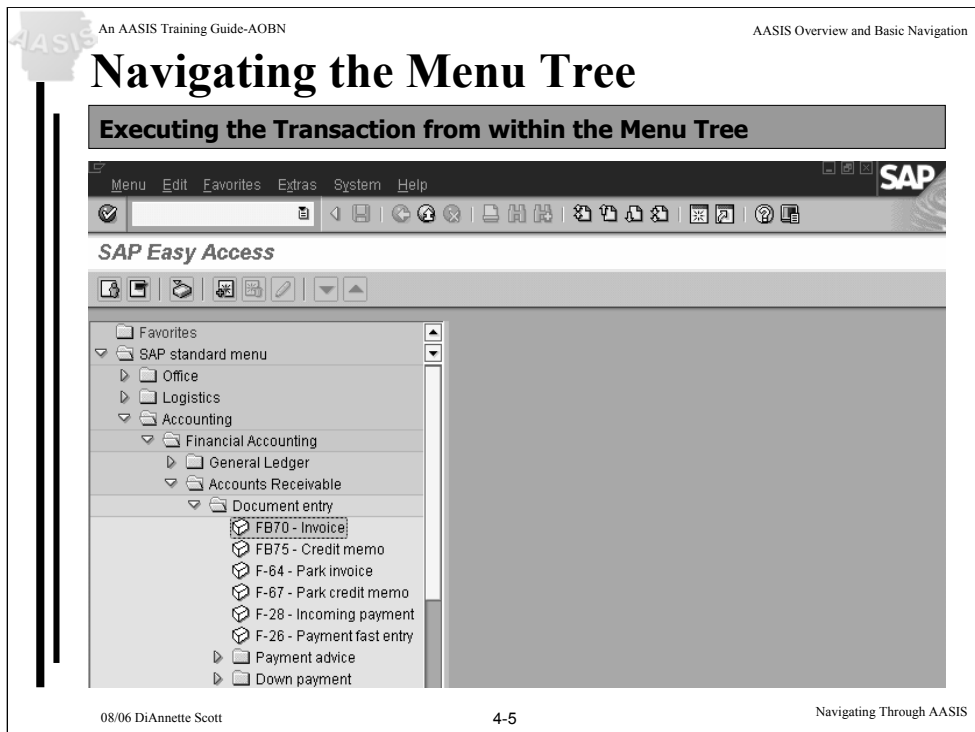 AASIS
An AASIS Training Guide-AOBN
AASIS Overview and Basic Navigation
Navigating the Menu Tree
Executing the Transaction from within the Menu Tree
Menu Edit Favorites Extras System Help
SAP
SAP Easy Access
Favorites
SAP standard menu
Office
Logistics
Accounting
Financial Accounting
General Ledger
Accounts Receivable
Document entry
FB70 - Invoice
FB75 - Credit memo
F-64 - Park invoice
F-67 - Park credit memo
F-28 - Incoming payment
F-26 - Payment fast entry
Payment advice
Down payment
08/06 DiAnnette Scott
4-5
Navigating Through AASIS